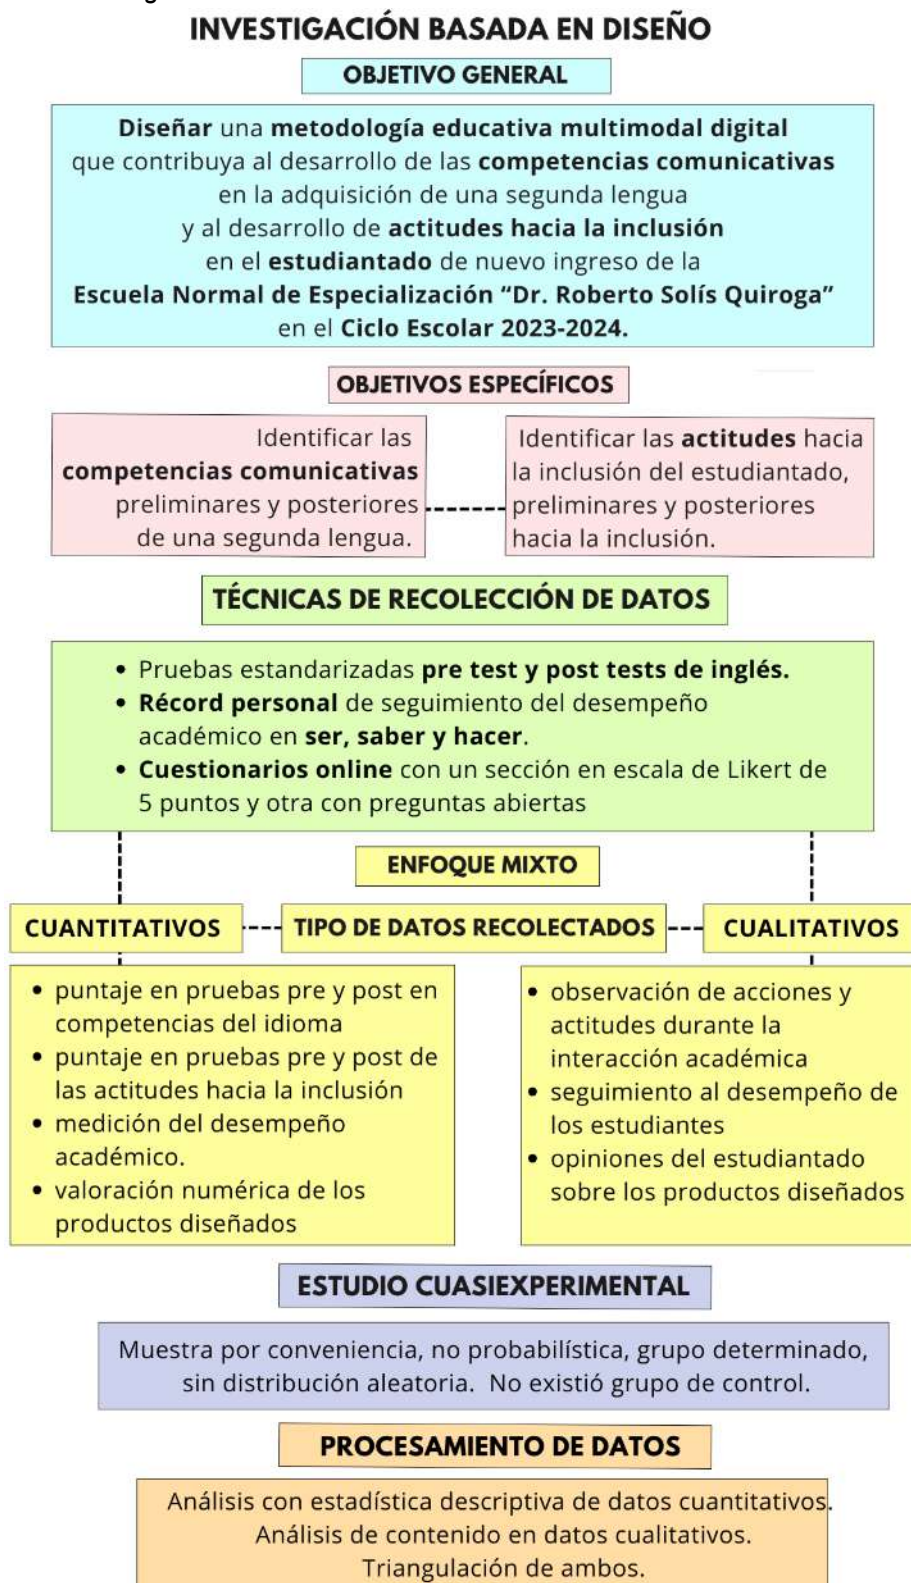 INVESTIGACIÓN BASADA EN DISEÑO
OBJETIVO GENERAL
Diseñar una metodología educativa multimodal digital
que contribuya al desarrollo de las competencias comunicativas
en la adquisición de una segunda lengua
y al desarrollo de actitudes hacia la inclusión
en el estudiantado de nuevo ingreso de la
Escuela Normal de Especialización “Dr. Roberto Solís Quiroga”
en el Ciclo Escolar 2023-2024.
OBJETIVOS ESPECÍFICOS
Identificar las
competencias comunicativas
preliminares y posteriores
de una segunda lengua.
Identificar las actitudes hacia
la inclusión del estudiantado,
preliminares y posteriores
hacia la inclusión.
TÉCNICAS DE RECOLECCIÓN DE DATOS
• Pruebas estandarizadas pre test y post tests de inglés.
• Récord personal de seguimiento del desempeño
académico en ser, saber y hacer.
• Cuestionarios online con un sección en escala de Likert de
5 puntos y otra con preguntas abiertas
ENFOQUE MIXTO
CUANTITATIVOS
TIPO DE DATOS RECOLECTADOS
CUALITATIVOS
• puntaje en pruebas pre y post en
competencias del idioma
• puntaje en pruebas pre y post de
las actitudes hacia la inclusión
• medición del desempeño
académico.
• valoración numérica de los
productos diseñados
• observación de acciones y
actitudes durante la
interacción académica
• seguimiento al desempeño de
los estudiantes
• opiniones del estudiantado
sobre los productos diseñados
ESTUDIO CUASIEXPERIMENTAL
Muestra por conveniencia, no probabilística, grupo determinado,
sin distribución aleatoria. No existió grupo de control.
PROCESAMIENTO DE DATOS
Análisis con estadística descriptiva de datos cuantitativos.
Análisis de contenido en datos cualitativos.
Triangulación de ambos.